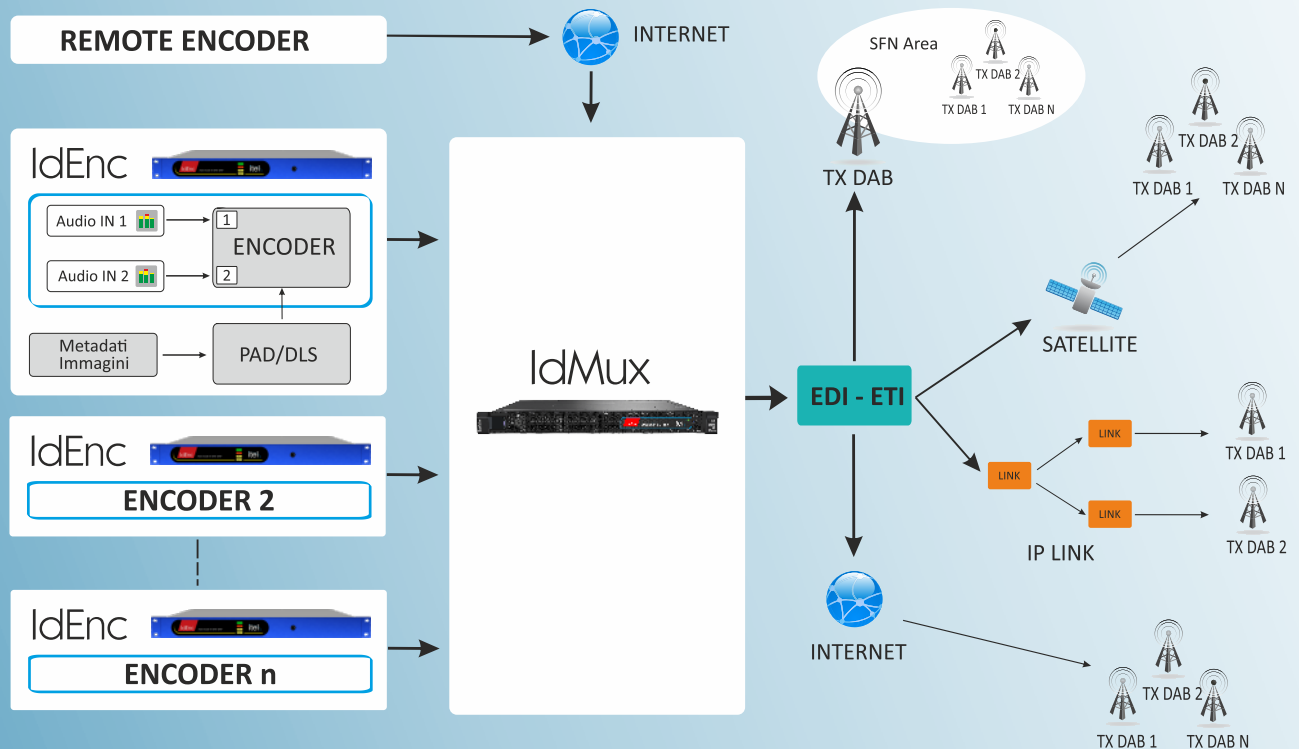 REMOTE ENCODER
INTERNET
IdEnc
Audio IN 1
1
ENCODER
Audio IN 2
2
Metadati
Immagini
PAD/DLS
IdEnc
ENCODER 2
IdEnc
ENCODER n
IdMux
EDI - ETI
SFN Area
TX DAB 2
TX DAB 1
TX DAB N
TX DAB
TX DAB 2
TX DAB 1
TX DAB N
SATELLITE
LINK
TX DAB 1
LINK
LINK
TX DAB 2
IP LINK
INTERNET
TX DAB 2
TX DAB 1
TX DAB N